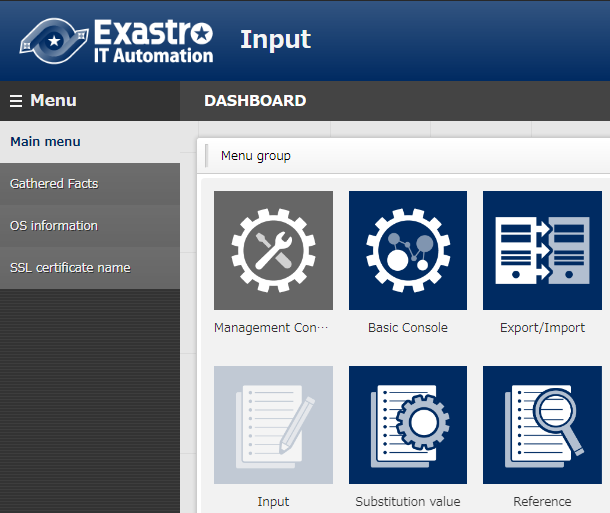 Exastro
IT Automation
Input
Menu
DASHBOARD
Main menu
Menu group
Gathered Facts
OS information
SSL certificate name
Management Con···
Basic Console
Export/Import
Input
Substitution value
Reference